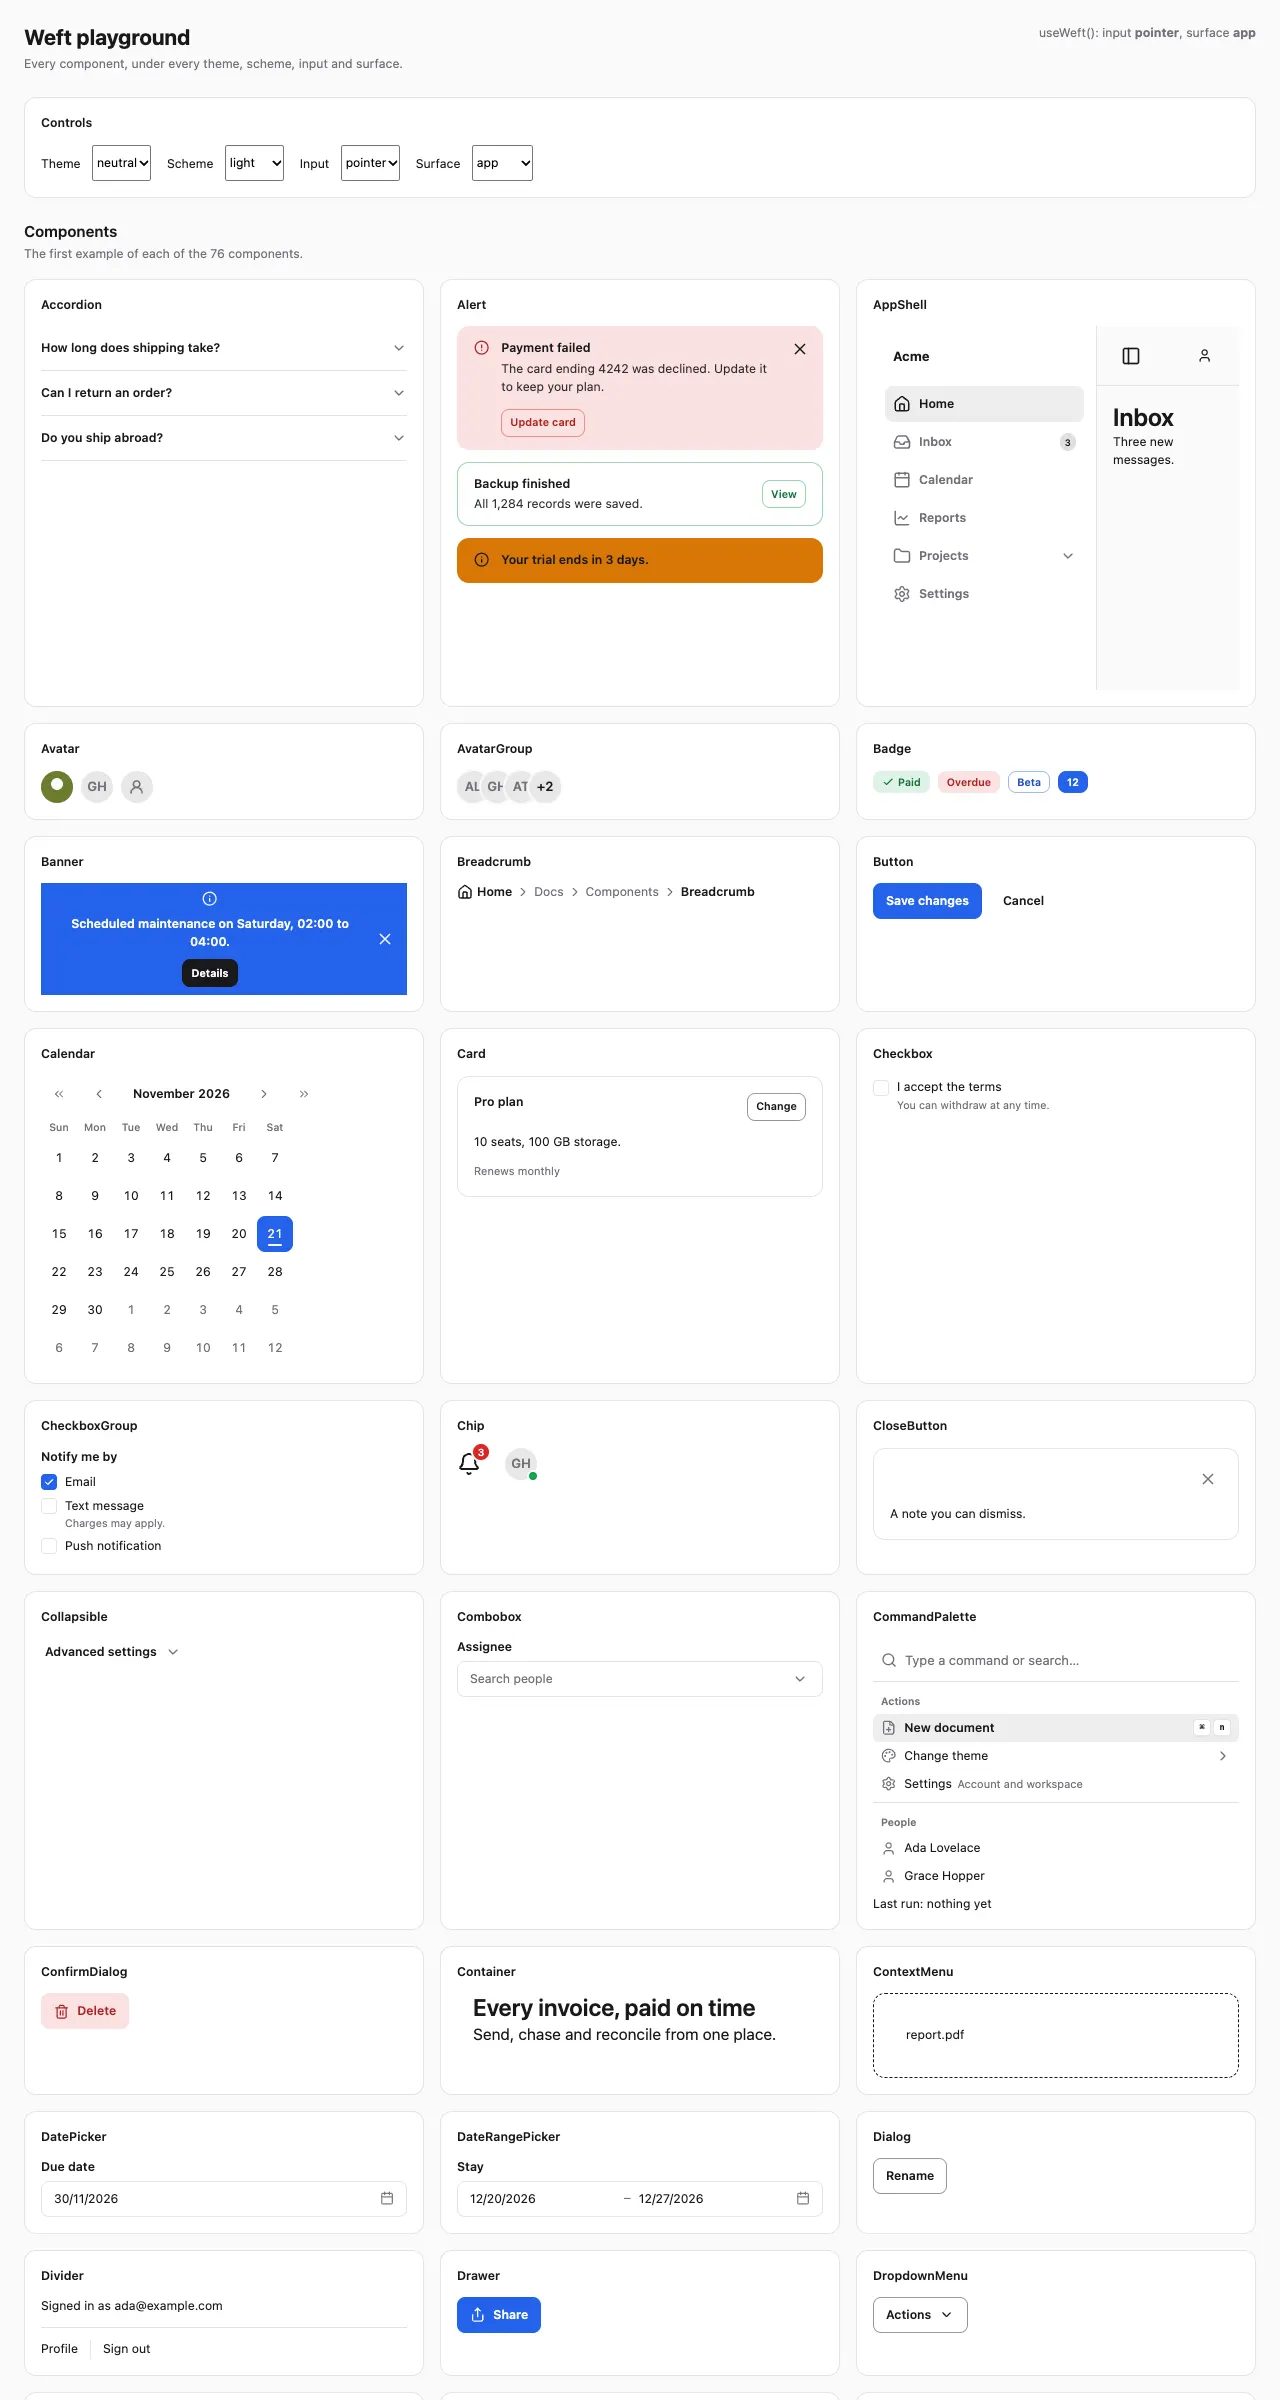 Weft playground
useWeft(): input pointer, surface app
Every component, under every theme, scheme, input and surface.
Controls
Theme neutral Scheme light Input pointer Surface app
Components
The first example of each of the 76 components.
Accordion
How long does shipping take?
Can I return an order?
Do you ship abroad?
Alert
Payment failed
The card ending 4242 was declined. Update it
to keep your plan.
Update card
Backup finished
All 1,284 records were saved.
View
Your trial ends in 3 days.
AppShell
Acme
Home
Inbox 3
Calendar
Reports
Projects
Settings
Inbox
Three new
messages.
Avatar
GH
AvatarGroup
AL GH AT +2
Badge
Paid Overdue Beta 12
Banner
Scheduled maintenance on Saturday, 02:00 to
04:00.
Details
Breadcrumb
Home Docs Components Breadcrumb
Button
Save changes Cancel
Calendar
« ‹ November 2026 › »
Sun Mon Tue Wed Thu Fri Sat
1 2 3 4 5 6 7
8 9 10 11 12 13 14
15 16 17 18 19 20 21
22 23 24 25 26 27 28
29 30 1 2 3 4 5
6 7 8 9 10 11 12
Card
Pro plan
Change
10 seats, 100 GB storage.
Renews monthly
Checkbox
I accept the terms
You can withdraw at any time.
CheckboxGroup
Notify me by
Email
Text message
Charges may apply.
Push notification
Chip
3
GH
CloseButton
A note you can dismiss.
Collapsible
Advanced settings
Combobox
Assignee
Search people
CommandPalette
Type a command or search...
Actions
New document ⌘ n
Change theme
Settings Account and workspace
People
Ada Lovelace
Grace Hopper
Last run: nothing yet
ConfirmDialog
Delete
Container
Every invoice, paid on time
Send, chase and reconcile from one place.
ContextMenu
report.pdf
DatePicker
Due date
30/11/2026
DateRangePicker
Stay
12/20/2026 – 12/27/2026
Dialog
Rename
Divider
Signed in as ada@example.com
Profile Sign out
Drawer
Share
DropdownMenu
Actions